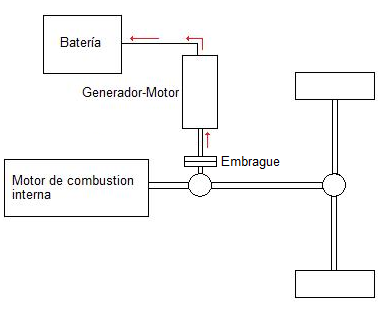 Batería
Generador-Motor
Embrague
Motor de combustion
interna